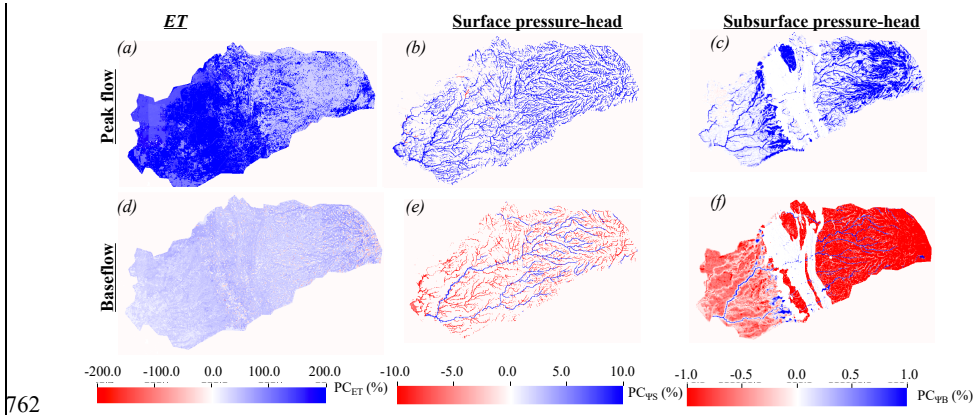 ET Surface pressure-head Subsurface pressure-head
(a) (b) (c)
Peak flow
(d) (e) (f)
Baseflow
-200.0 -100.0 0.0 100.0 200.0 PC_ET (%) -10.0 -5.0 0.0 5.0 10.0 PC_ΨS (%) -1.0 -0.5 0.0 0.5 1.0 PC_ΨB (%)
762